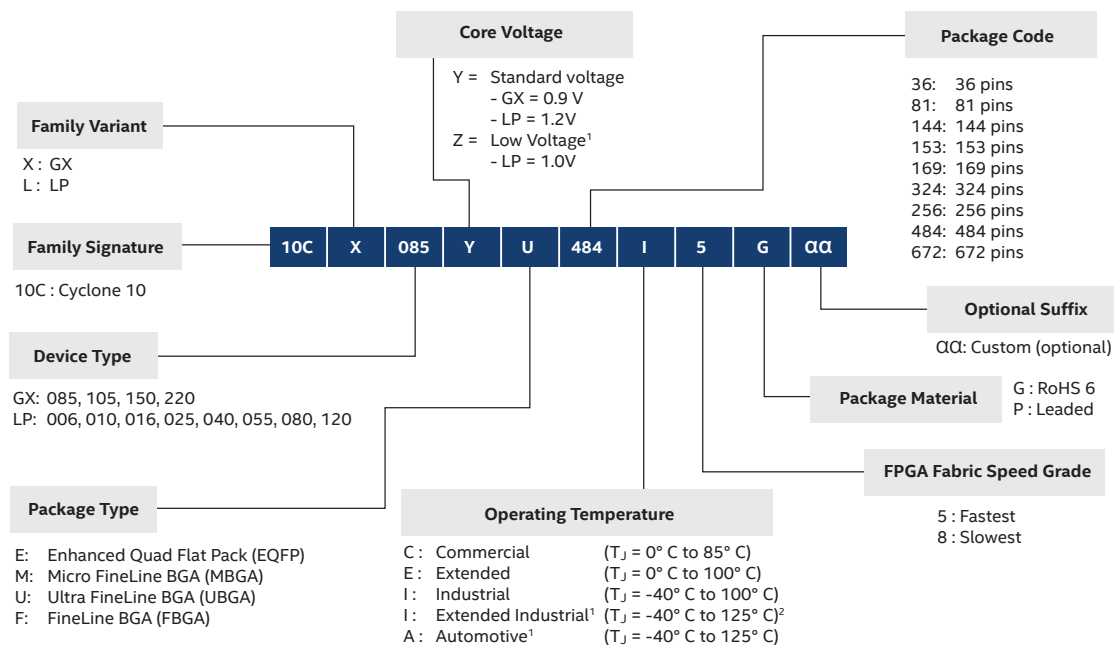 Core Voltage
Y = Standard voltage
- GX = 0.9 V
- LP = 1.2V
Z = Low Voltage¹
- LP = 1.0V
Package Code
36: 36 pins
81: 81 pins
144: 144 pins
153: 153 pins
169: 169 pins
324: 324 pins
256: 256 pins
484: 484 pins
672: 672 pins
Family Variant
X : GX
L : LP
Family Signature
10C : Cyclone 10
10C X 085 Y U 484 I 5 G αα
Optional Suffix
αα: Custom (optional)
Device Type
GX: 085, 105, 150, 220
LP: 006, 010, 016, 025, 040, 055, 080, 120
Package Material
G : RoHS 6
P : Leaded
FPGA Fabric Speed Grade
5 : Fastest
8 : Slowest
Package Type
E: Enhanced Quad Flat Pack (EQFP)
M: Micro FineLine BGA (MBGA)
U: Ultra FineLine BGA (UBGA)
F: FineLine BGA (FBGA)
Operating Temperature
C : Commercial (TJ = 0° C to 85° C)
E : Extended (TJ = 0° C to 100° C)
I : Industrial (TJ = -40° C to 100° C)
I : Extended Industrial¹ (TJ = -40° C to 125° C)²
A : Automotive¹ (TJ = -40° C to 125° C)